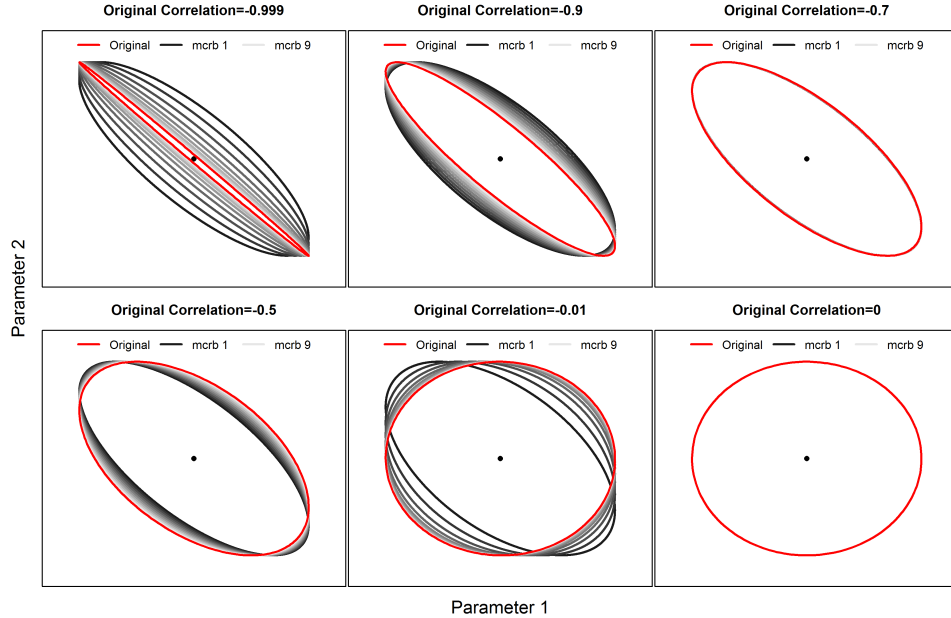 Original Correlation=-0.999
Original mcrb 1 mcrb 9
Original Correlation=-0.9
Original mcrb 1 mcrb 9
Original Correlation=-0.7
Original mcrb 1 mcrb 9
Original Correlation=-0.5
Original mcrb 1 mcrb 9
Original Correlation=-0.01
Original mcrb 1 mcrb 9
Original Correlation=0
Original mcrb 1 mcrb 9
Parameter 2
Parameter 1